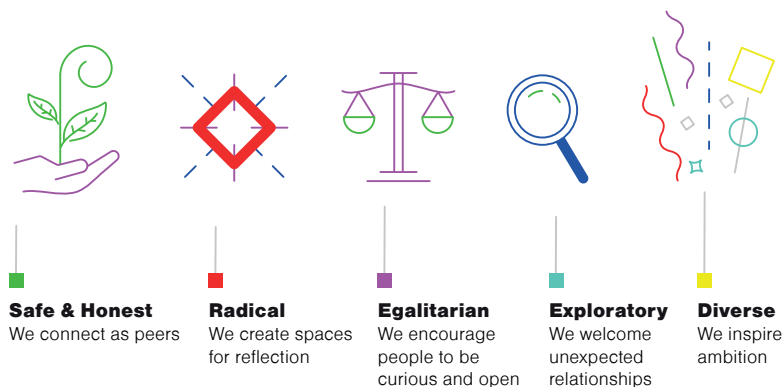 Safe & Honest
We connect as peers
Radical
We create spaces
for reflection
Egalitarian
We encourage
people to be
curious and open
Exploratory
We welcome
unexpected
relationships
Diverse
We inspire
ambition